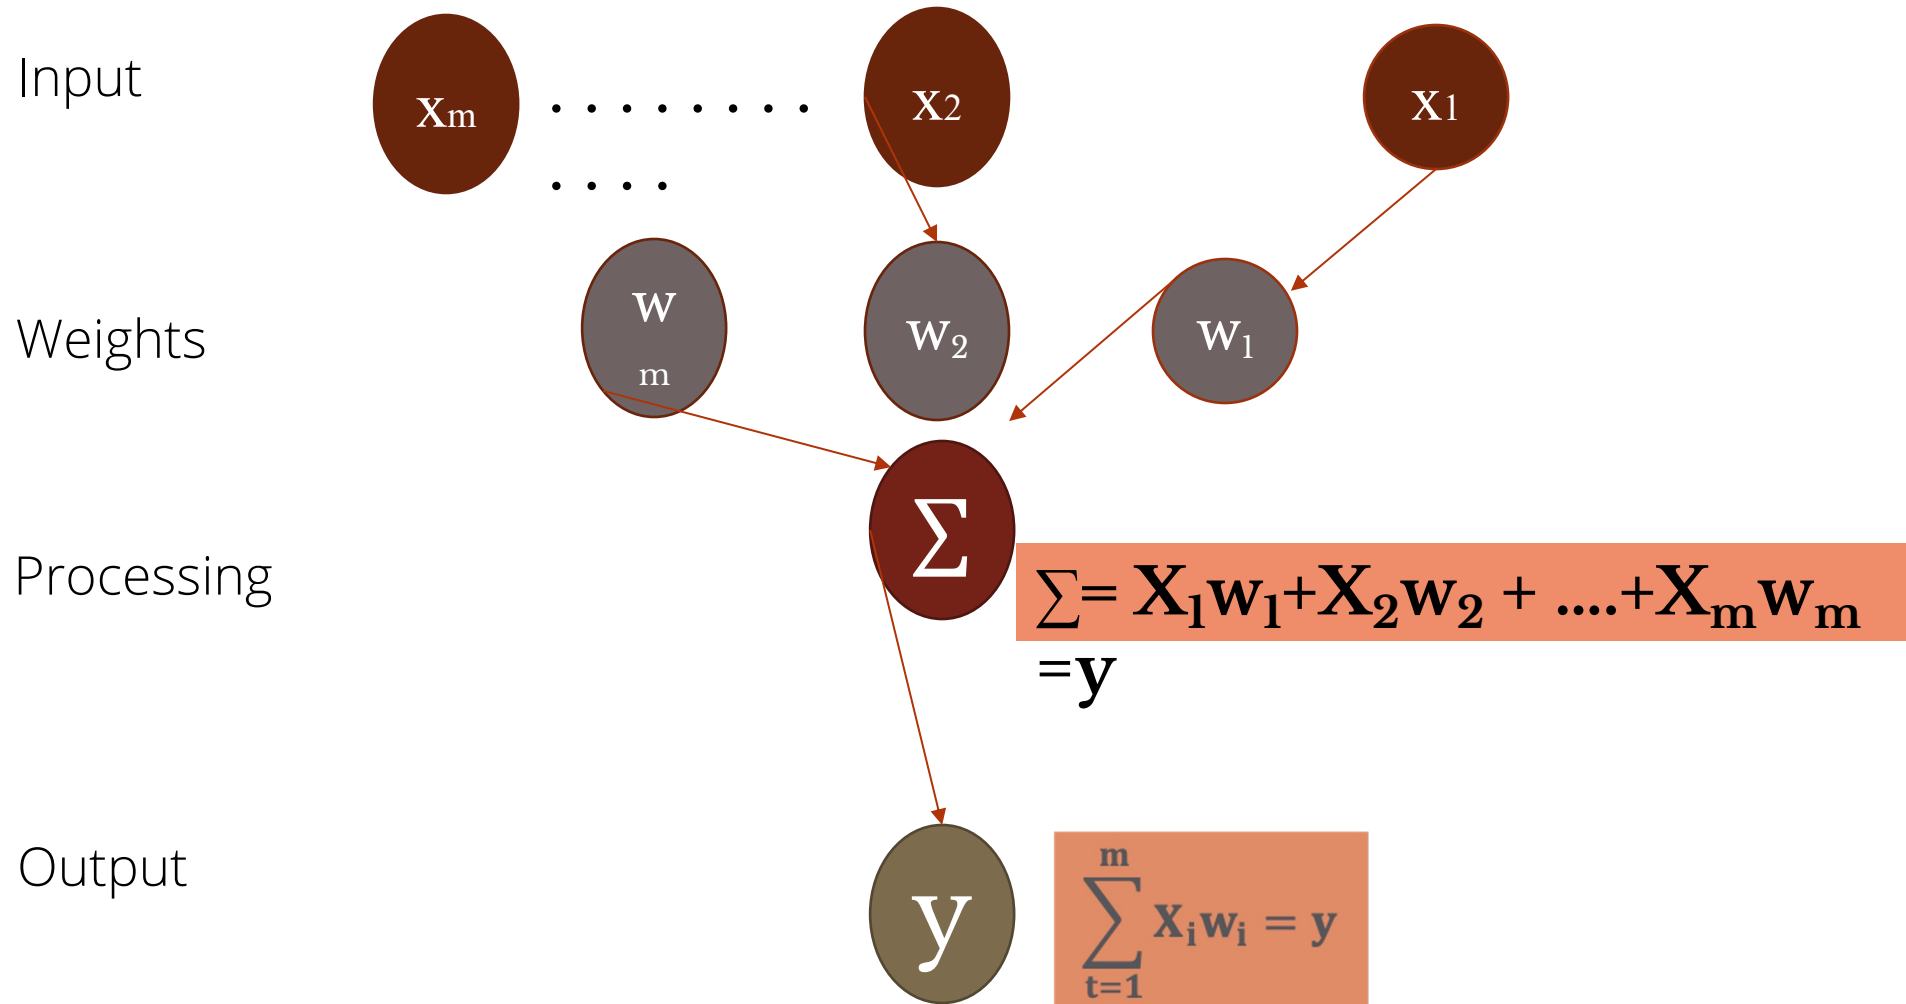 Input
xm ........ x2 x1
....
Weights
w
m
w₂ w₁
Processing
∑
∑= X₁w₁+X₂w₂ + ....+Xₘwₘ
=y
Output
y
m
∑ Xᵢwᵢ = y
t=1